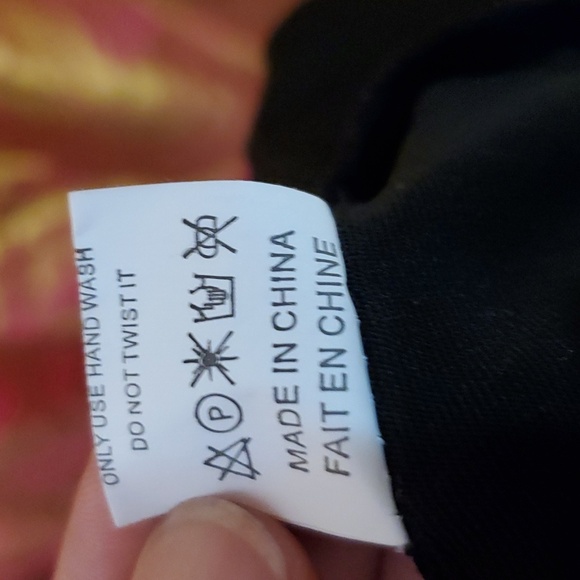 ONLY USE HAND WASH
DO NOT TWIST IT
P
MADE IN CHINA
FAIT EN CHINE